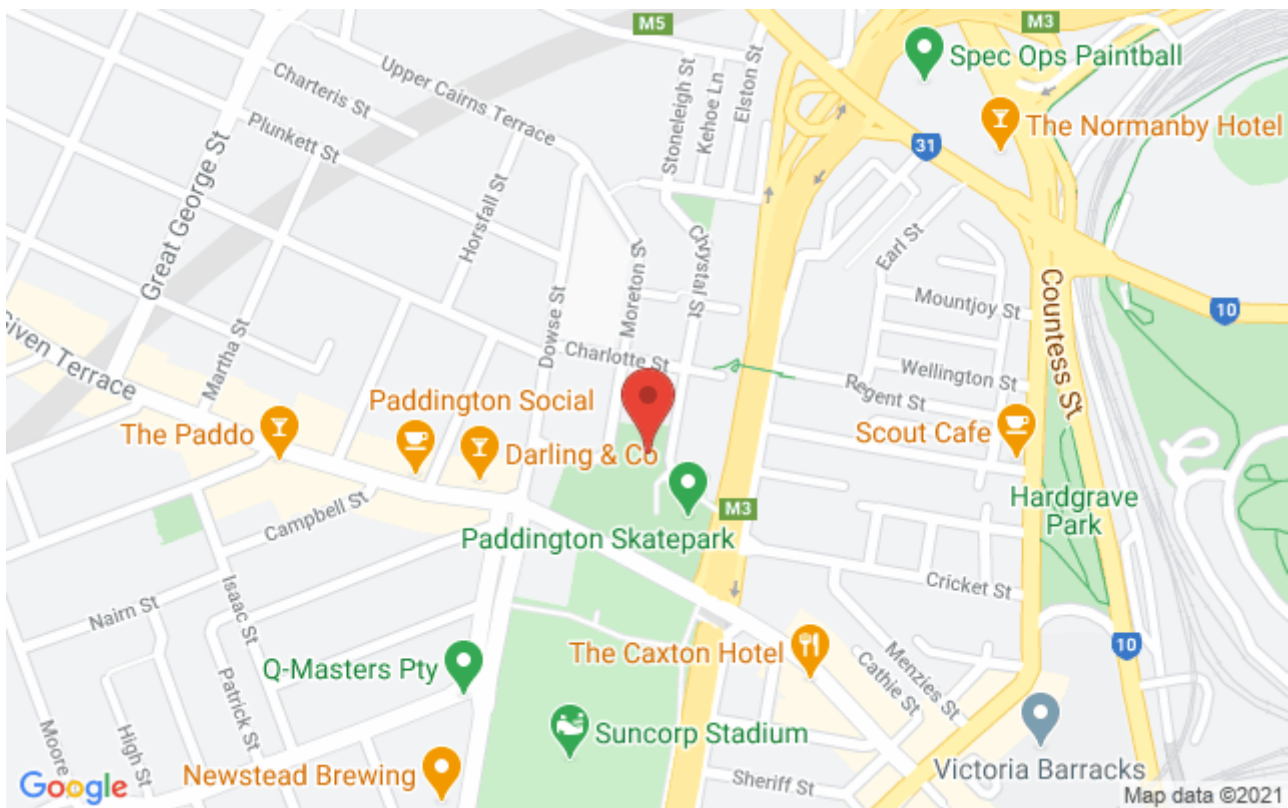 M5
M3
Upper Cairns Terrace
Charteris St
Plunkett St
Great George St
Horsfall St
Stoneleigh St
Kehoe Ln
Elston St
Spec Ops Paintball
The Normanby Hotel
31
Earl St
Chrystal St
Moreton St
Mountjoy St
Countess St
10
Given Terrace
Martha St
Dowse St
Charlotte St
Wellington St
Regent St
Paddington Social
The Paddo
Darling & Co
Scout Cafe
Hardgrave
Park
M3
Campbell St
Paddington Skatepark
Cricket St
Nairn St
Isaac St
10
The Caxton Hotel
Menzies St
Cathie St
Q-Masters Pty
Patrick St
High St
Moore
Suncorp Stadium
Victoria Barracks
Newstead Brewing
Sheriff St
Google
Map data ©2021